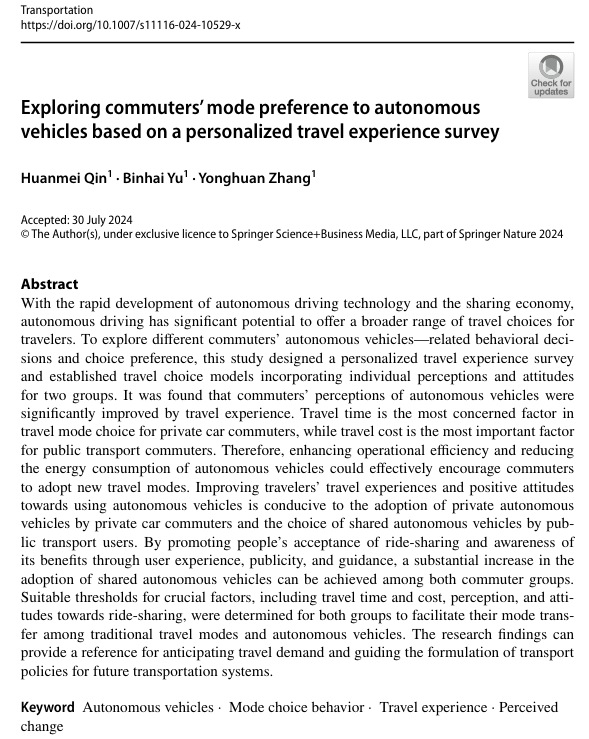 Transportation
https://doi.org/10.1007/s11116-024-10529-x
Check for
updates
Exploring commuters' mode preference to autonomous
vehicles based on a personalized travel experience survey
Huanmei Qin1 · Binhai Yu1 · Yonghuan Zhang1
Accepted: 30 July 2024
© The Author(s), under exclusive licence to Springer Science+Business Media, LLC, part of Springer Nature 2024
Abstract
With the rapid development of autonomous driving technology and the sharing economy,
autonomous driving has significant potential to offer a broader range of travel choices for
travelers. To explore different commuters' autonomous vehicles—related behavioral deci-
sions and choice preference, this study designed a personalized travel experience survey
and established travel choice models incorporating individual perceptions and attitudes
for two groups. It was found that commuters' perceptions of autonomous vehicles were
significantly improved by travel experience. Travel time is the most concerned factor in
travel mode choice for private car commuters, while travel cost is the most important factor
for public transport commuters. Therefore, enhancing operational efficiency and reducing
the energy consumption of autonomous vehicles could effectively encourage commuters
to adopt new travel modes. Improving travelers' travel experiences and positive attitudes
towards using autonomous vehicles is conducive to the adoption of private autonomous
vehicles by private car commuters and the choice of shared autonomous vehicles by pub-
lic transport users. By promoting people's acceptance of ride-sharing and awareness of
its benefits through user experience, publicity, and guidance, a substantial increase in the
adoption of shared autonomous vehicles can be achieved among both commuter groups.
Suitable thresholds for crucial factors, including travel time and cost, perception, and atti-
tudes towards ride-sharing, were determined for both groups to facilitate their mode trans-
fer among traditional travel modes and autonomous vehicles. The research findings can
provide a reference for anticipating travel demand and guiding the formulation of transport
policies for future transportation systems.
Keyword Autonomous vehicles · Mode choice behavior · Travel experience · Perceived
change